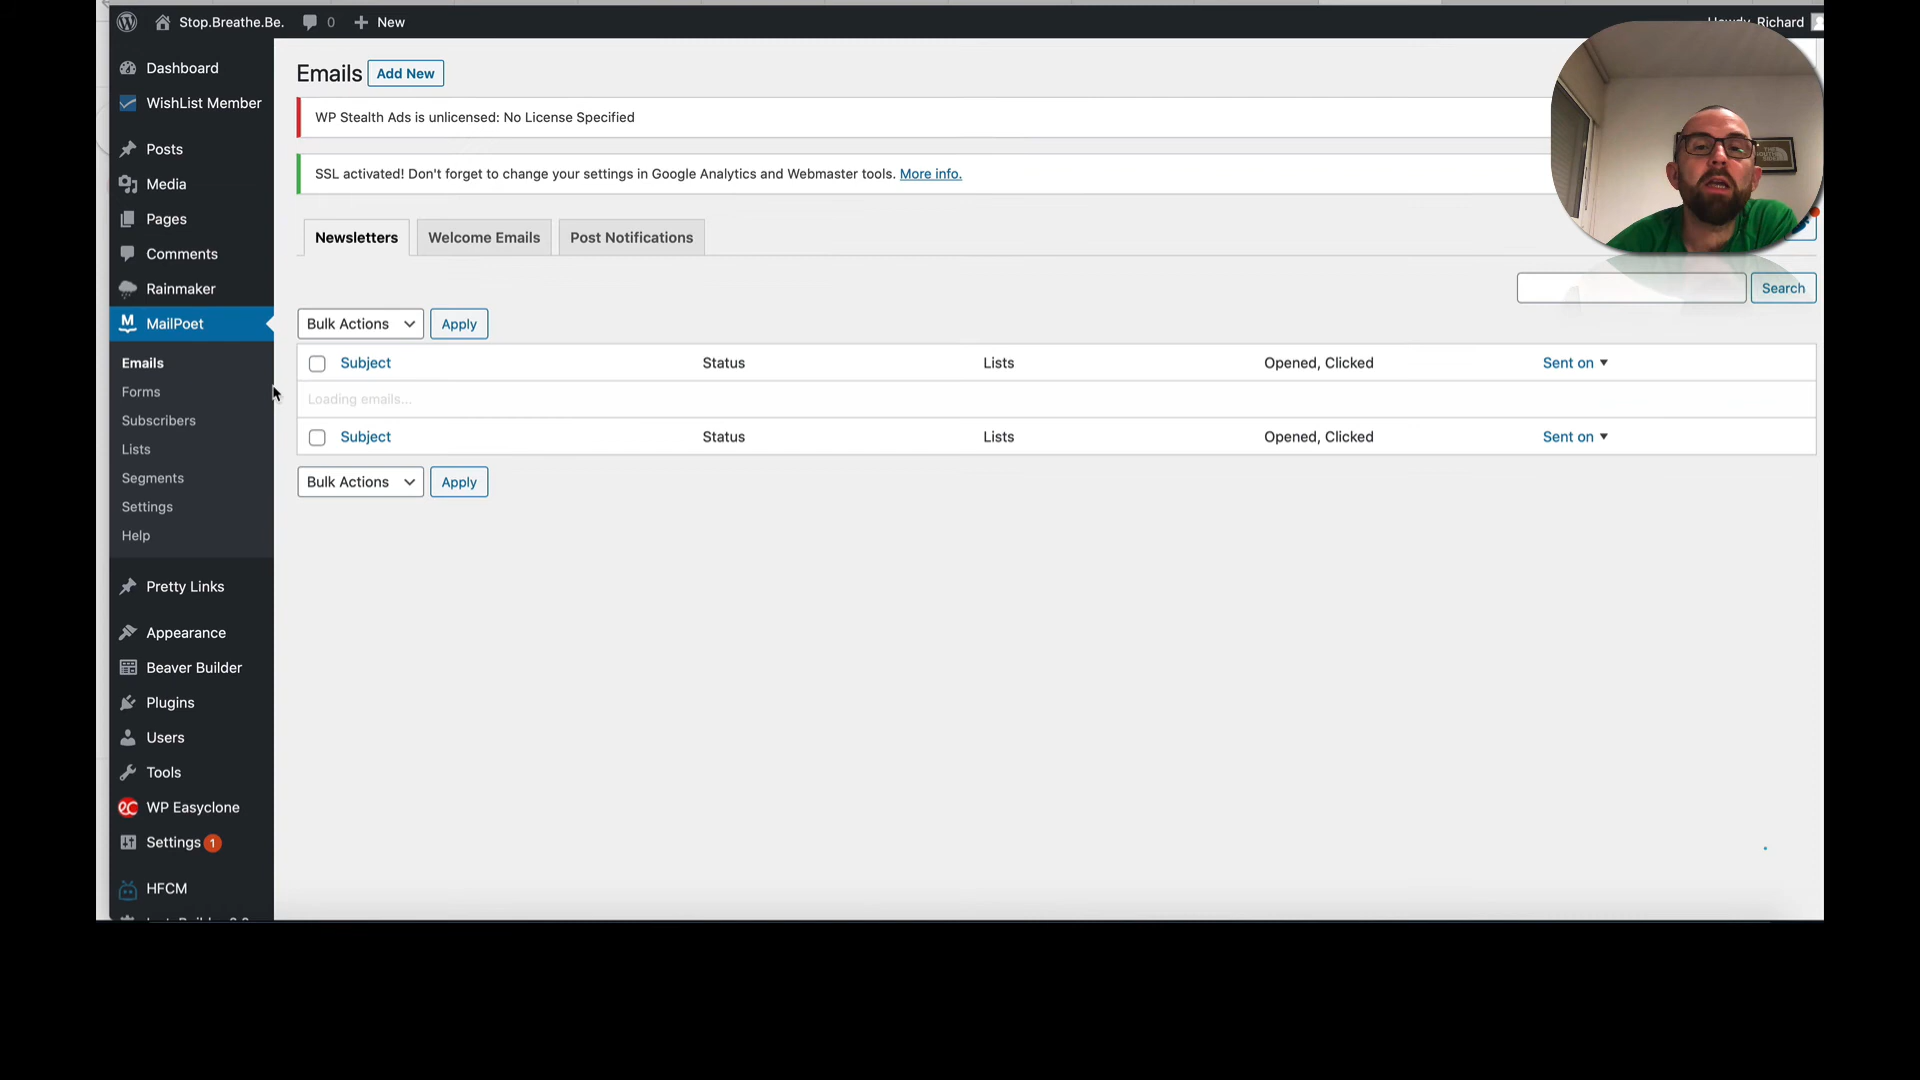 Stop.Breathe.Be. 0 New
Howdy, Richard
Dashboard
WishList Member
Posts
Media
Pages
Comments
Rainmaker
MailPoet
Emails
Forms
Subscribers
Lists
Segments
Settings
Help
Pretty Links
Appearance
Beaver Builder
Plugins
Users
Tools
WP Easyclone
Settings 1
HFCM
Emails Add New
WP Stealth Ads is unlicensed: No License Specified
SSL activated! Don't forget to change your settings in Google Analytics and Webmaster tools. More info.
Newsletters Welcome Emails Post Notifications
Search
Bulk Actions Apply
Subject Status Lists Opened, Clicked Sent on
Loading emails...
Subject Status Lists Opened, Clicked Sent on
Bulk Actions Apply